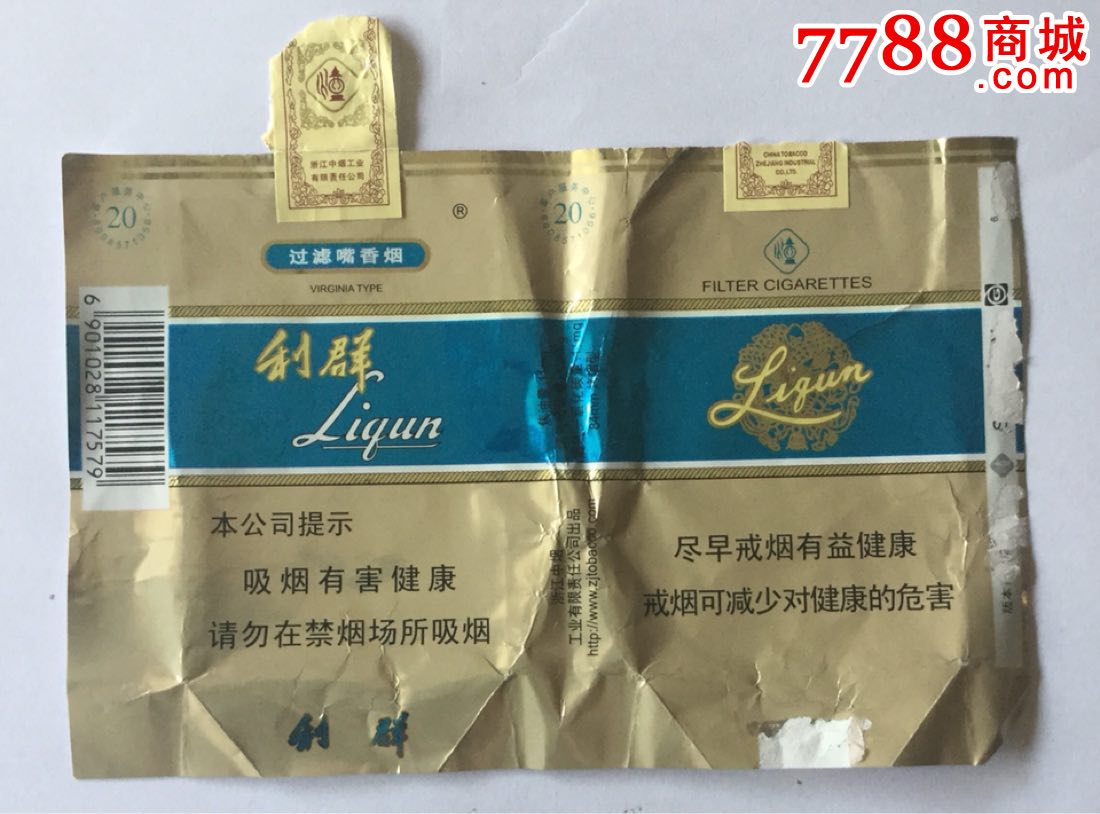 7788商城
.com
浙江中烟工业
有限责任公司
CHINA TOBACCO
ZHEJIANG INDUSTRIAL
CO.,LTD.
20
®
20
过滤嘴香烟
VIRGINIA TYPE
FILTER CIGARETTES
利群
Liqun
Liqun
6 901028 117579
本公司提示
吸烟有害健康
请勿在禁烟场所吸烟
浙江中烟
工业有限责任公司出品
http://www.zjtobacco.com
尽早戒烟有益健康
戒烟可减少对健康的危害
版本
利群